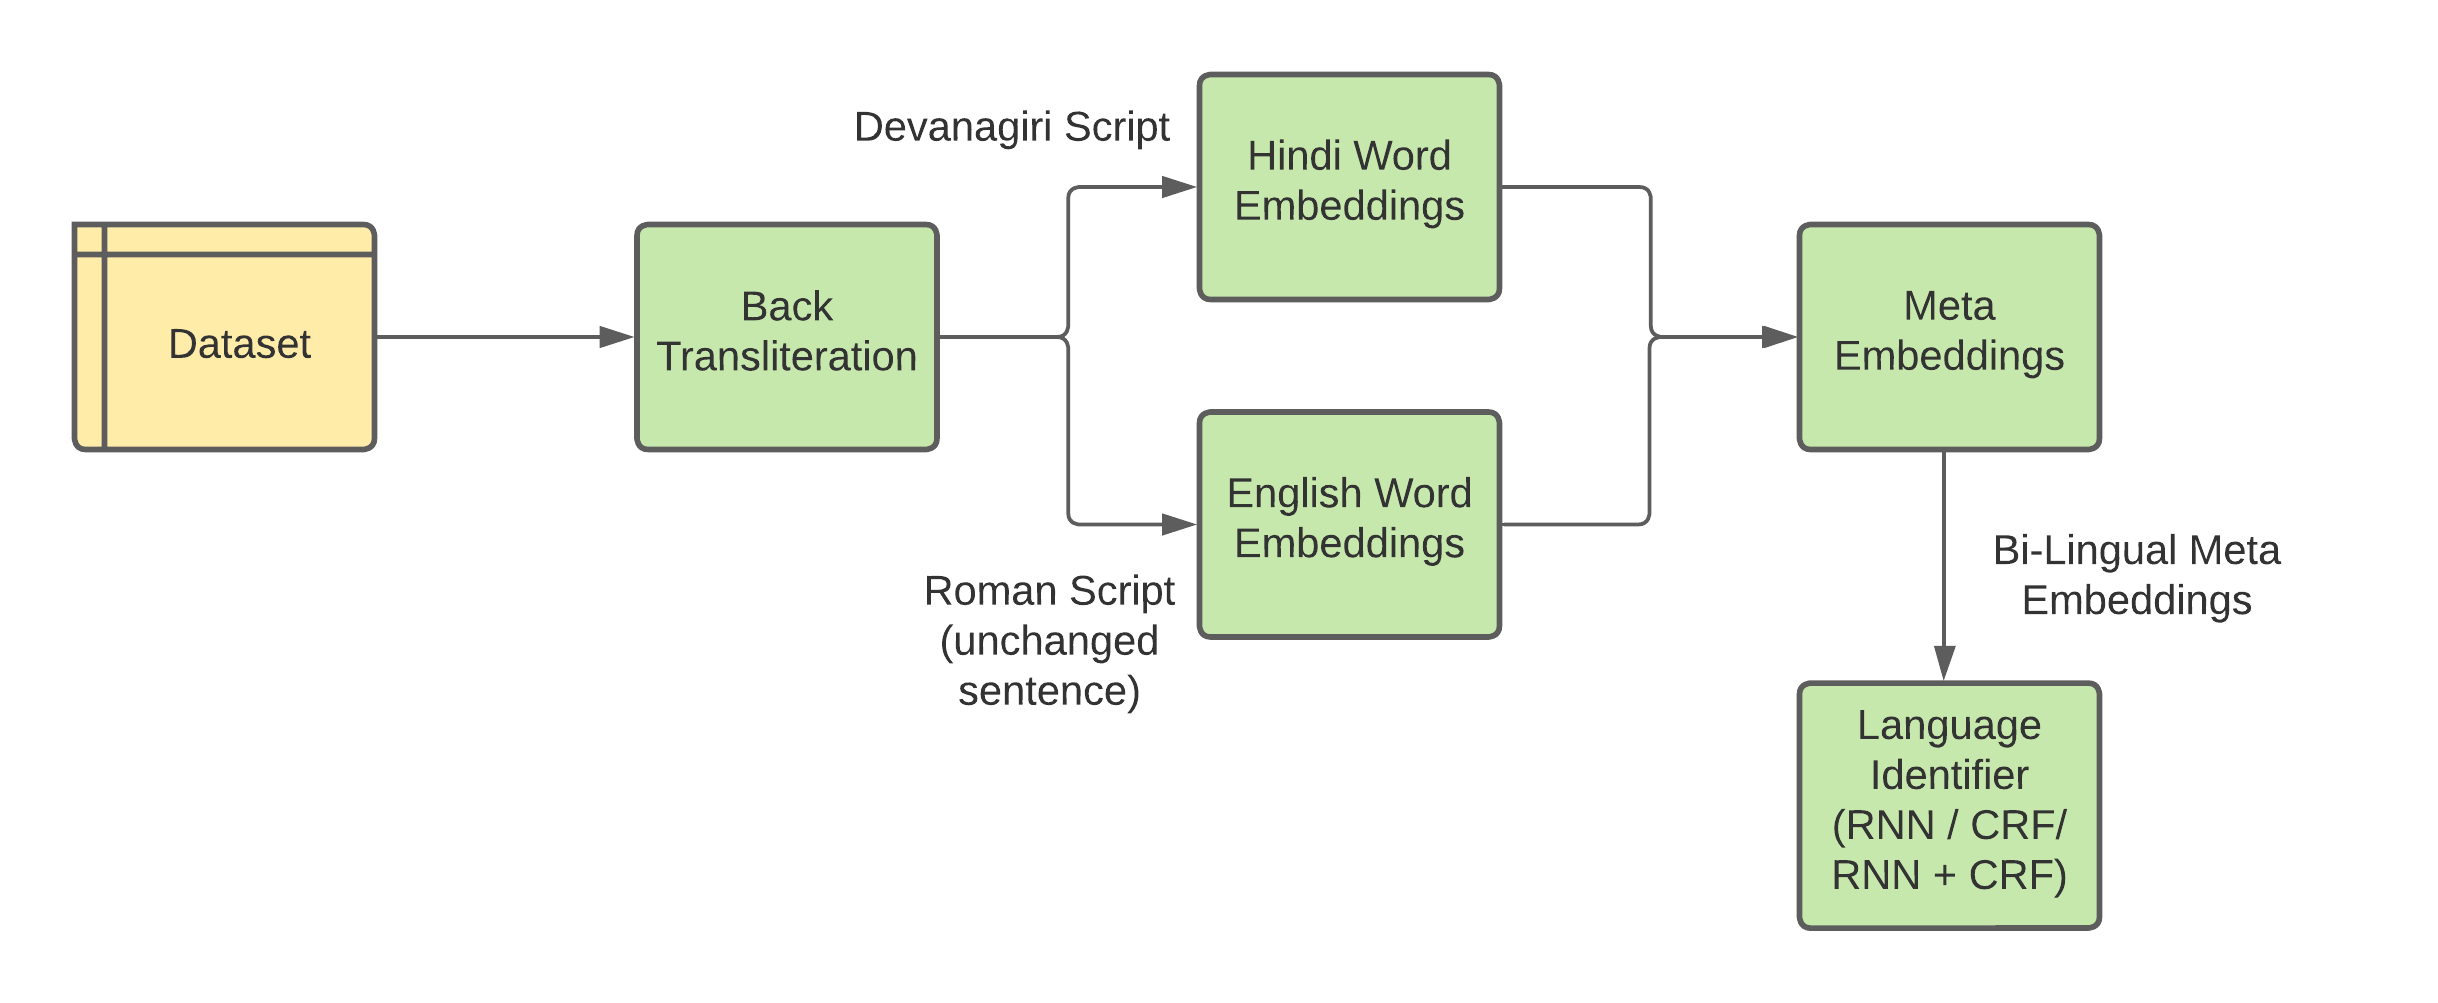 Dataset
Back
Transliteration
Devanagiri Script
Hindi Word
Embeddings
Roman Script
(unchanged
sentence)
English Word
Embeddings
Meta
Embeddings
Bi-Lingual Meta
Embeddings
Language
Identifier
(RNN / CRF/
RNN + CRF)